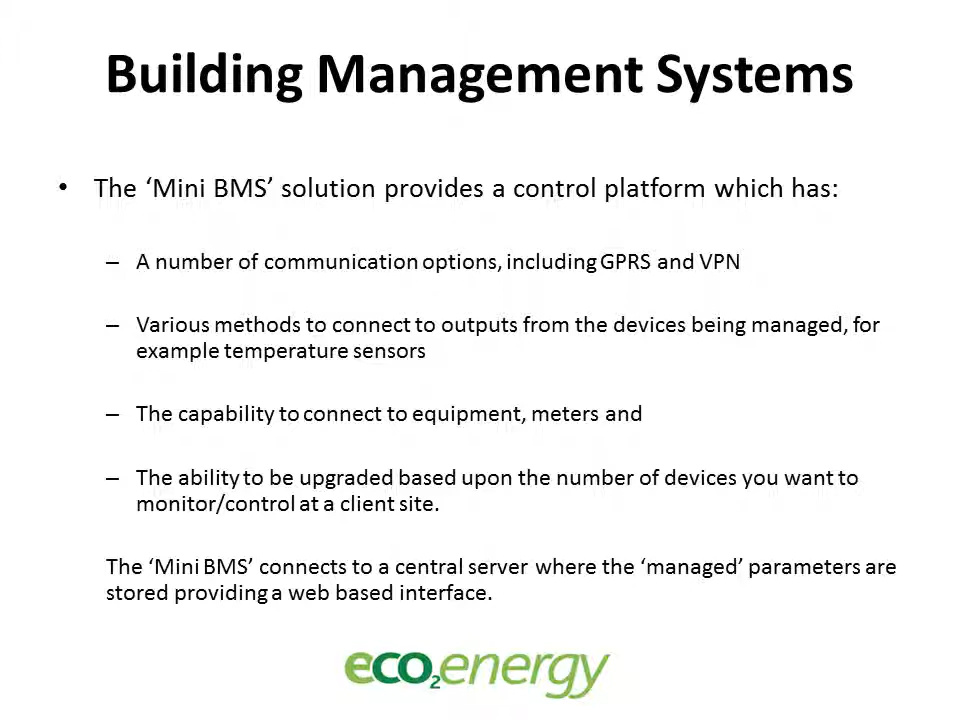 Building Management Systems
• The ‘Mini BMS’ solution provides a control platform which has:
– A number of communication options, including GPRS and VPN
– Various methods to connect to outputs from the devices being managed, for
example temperature sensors
– The capability to connect to equipment, meters and
– The ability to be upgraded based upon the number of devices you want to
monitor/control at a client site.
The ‘Mini BMS’ connects to a central server where the ‘managed’ parameters are
stored providing a web based interface.
eco2energy